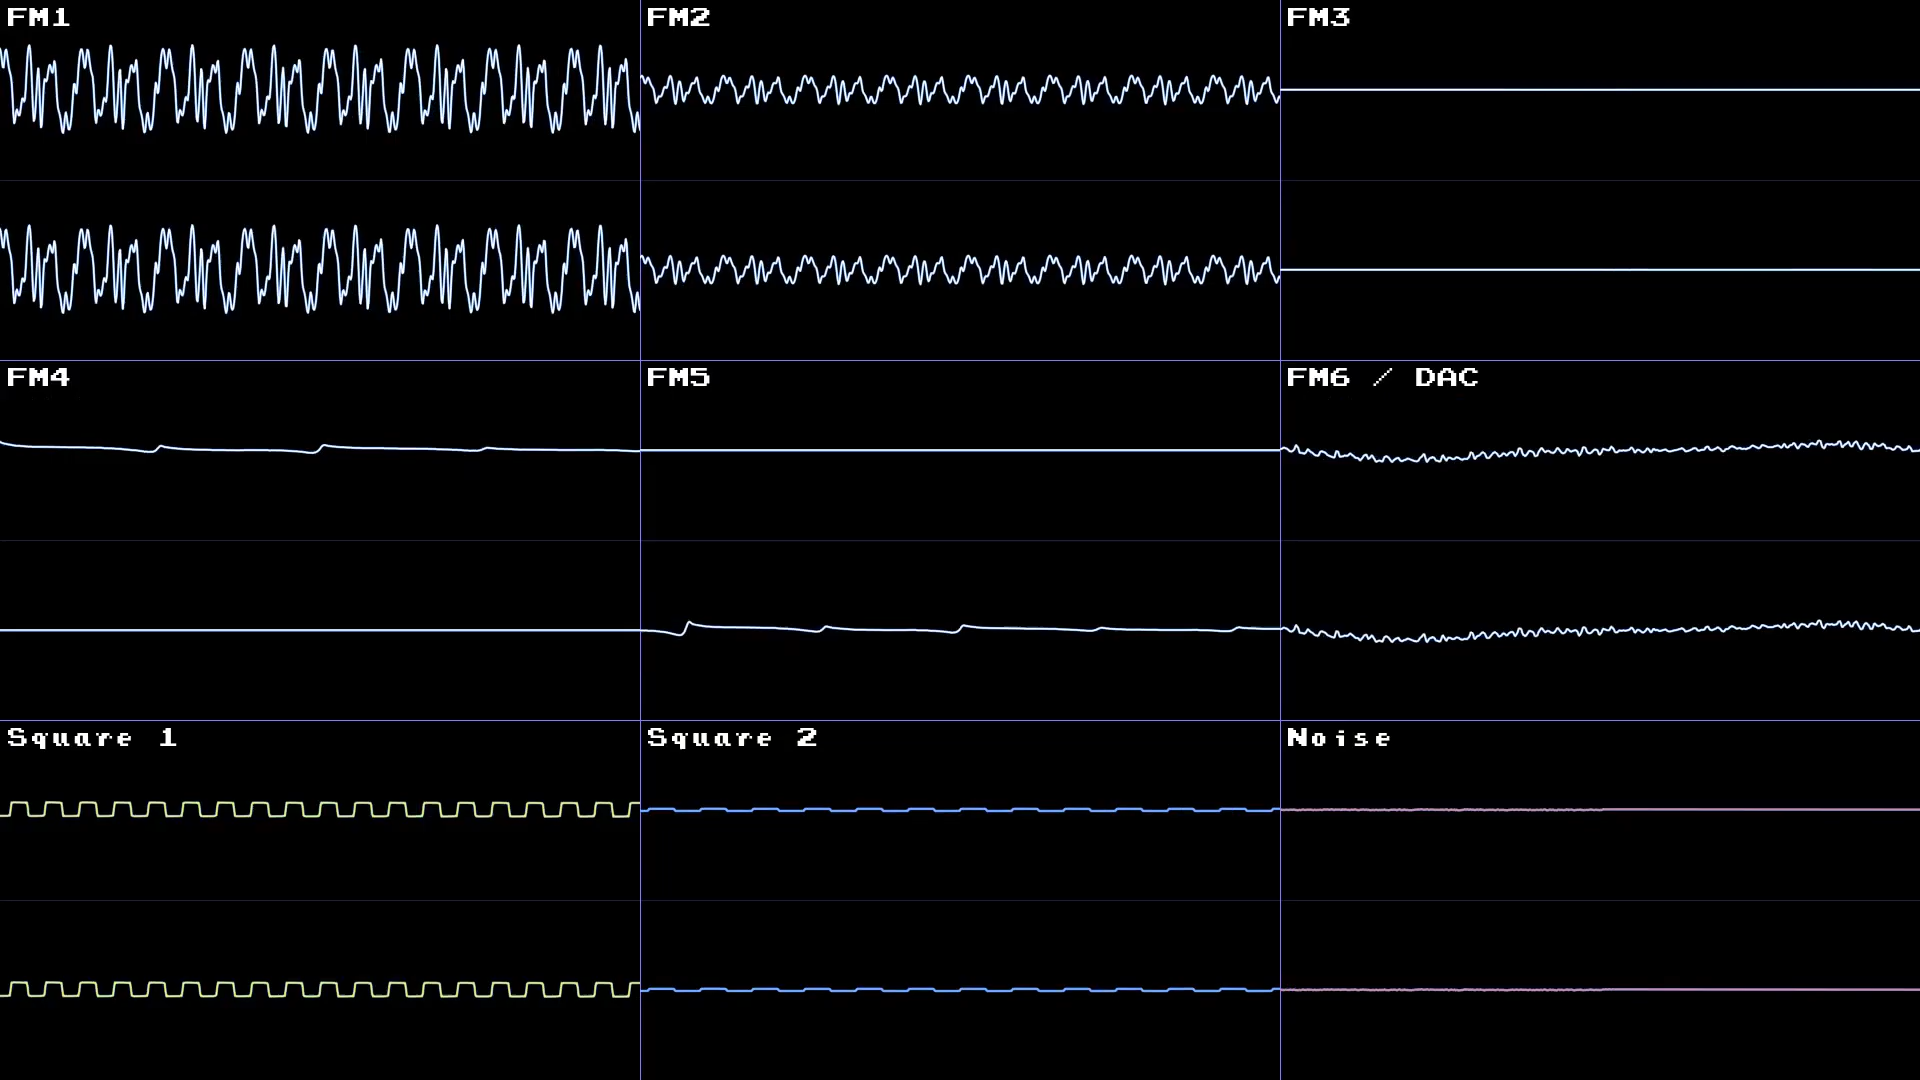 FM1
FM2
FM3
FM4
FM5
FM6 / DAC
Square 1
Square 2
Noise